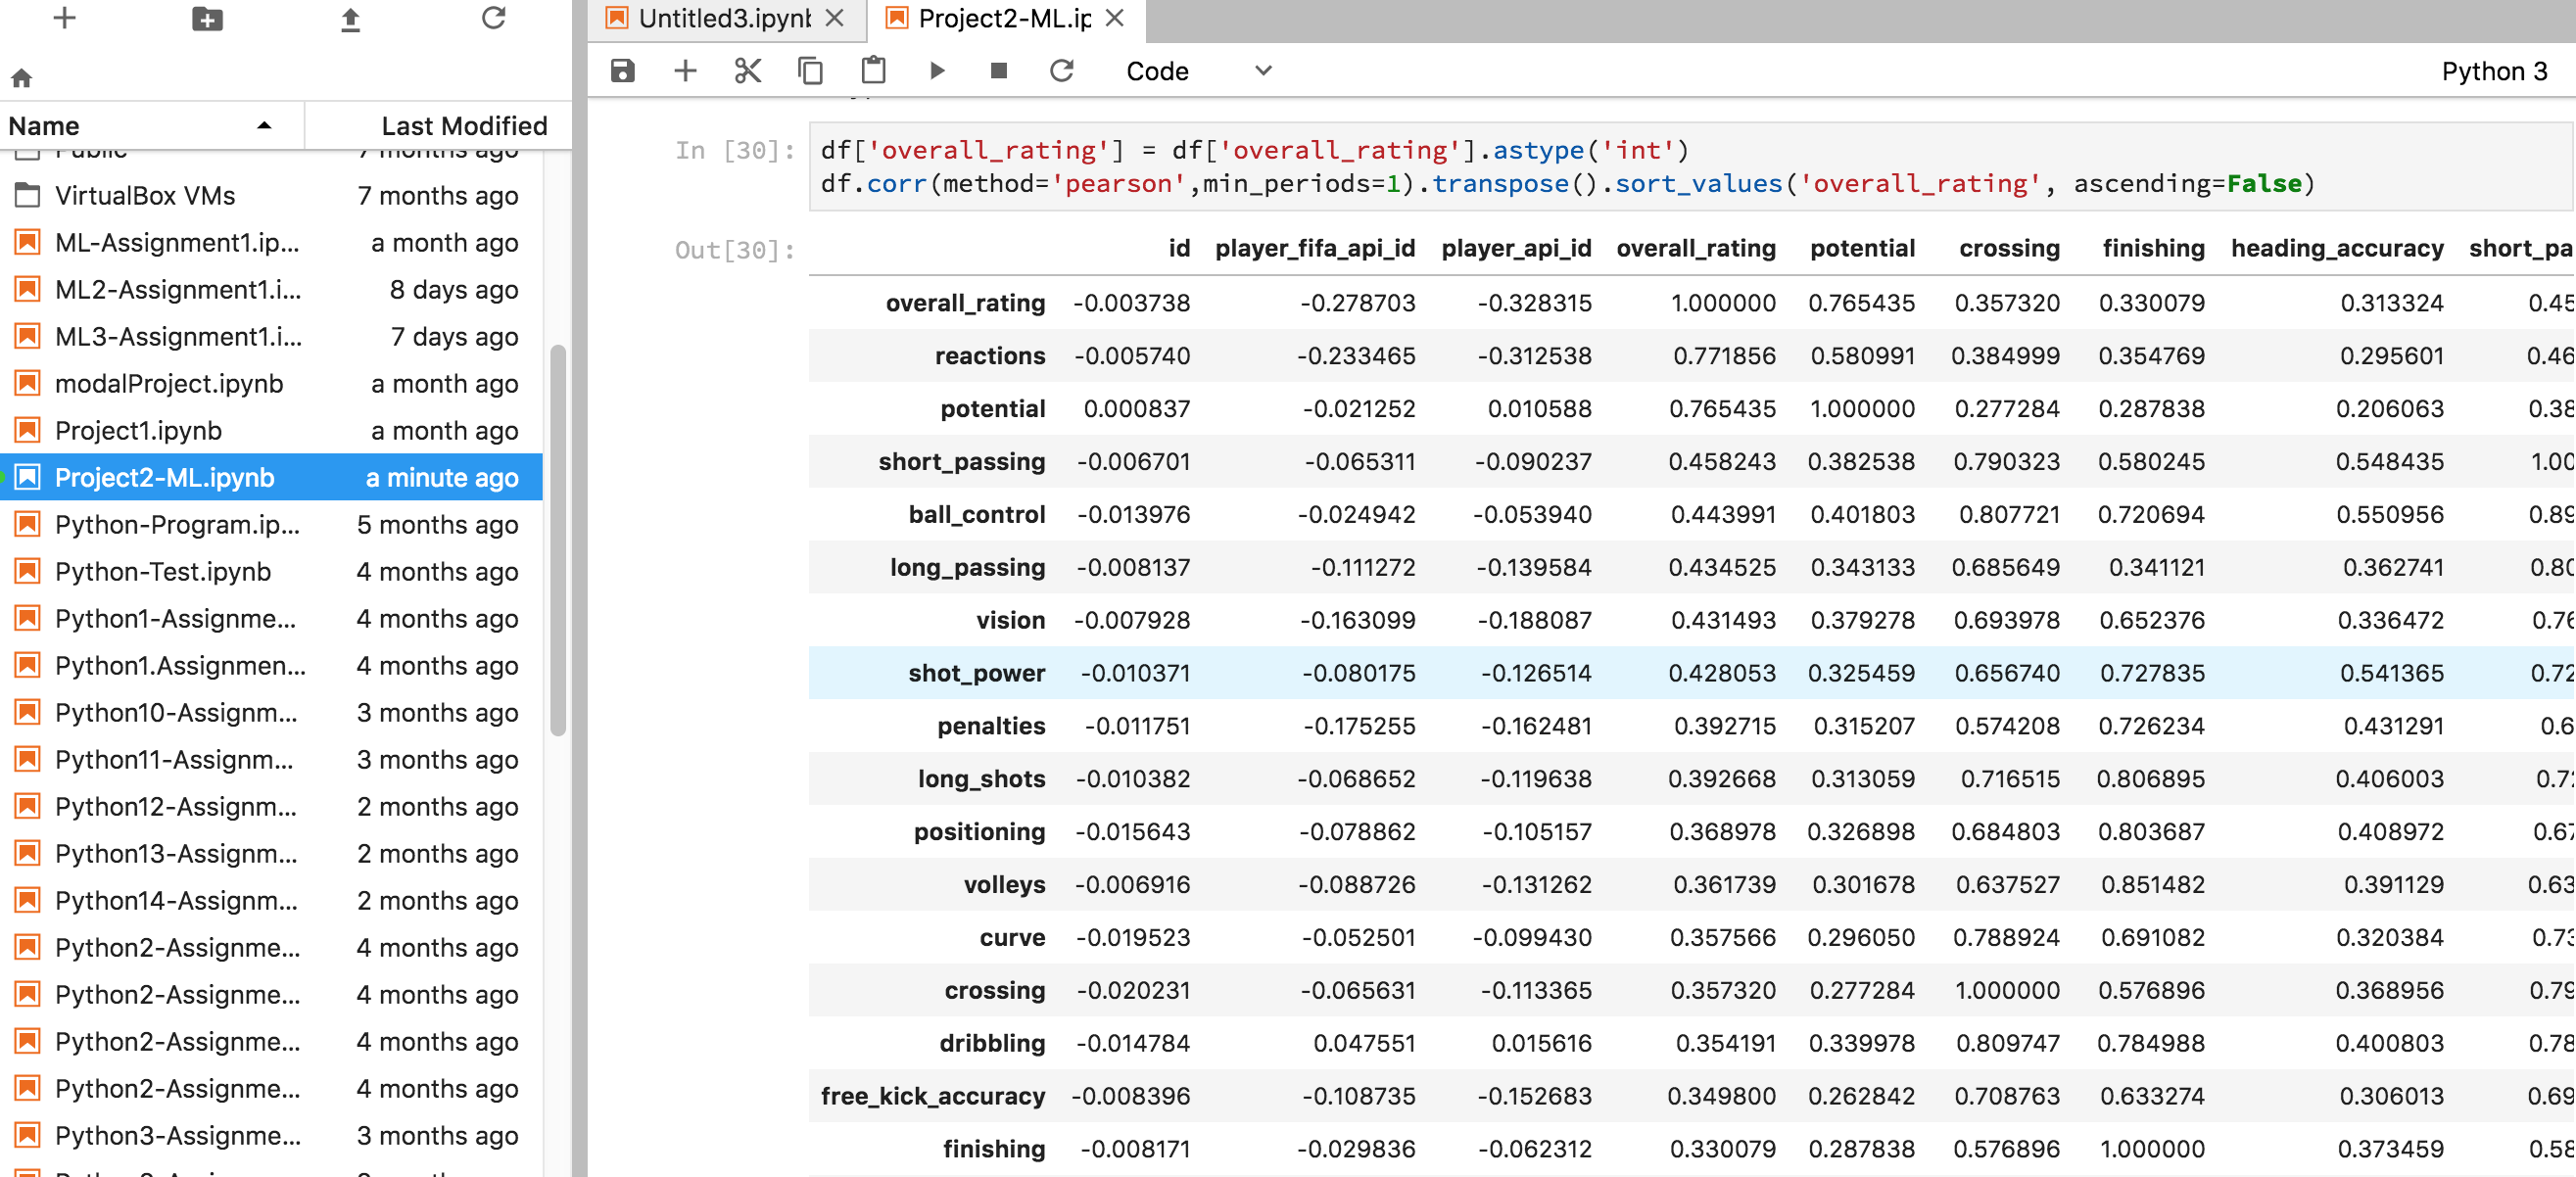 Untitled3.ipynb
Project2-ML.ip
Code
Python 3
Name Last Modified
Public 7 months ago
VirtualBox VMs 7 months ago
ML-Assignment1.ip... a month ago
ML2-Assignment1.i... 8 days ago
ML3-Assignment1.i... 7 days ago
modalProject.ipynb a month ago
Project1.ipynb a month ago
Project2-ML.ipynb a minute ago
Python-Program.ip... 5 months ago
Python-Test.ipynb 4 months ago
Python1-Assignme... 4 months ago
Python1.Assignmen... 4 months ago
Python10-Assignm... 3 months ago
Python11-Assignm... 3 months ago
Python12-Assignm... 2 months ago
Python13-Assignm... 2 months ago
Python14-Assignm... 2 months ago
Python2-Assignme... 4 months ago
Python2-Assignme... 4 months ago
Python2-Assignme... 4 months ago
Python2-Assignme... 4 months ago
Python3-Assignme... 3 months ago
In [30]: df['overall_rating'] = df['overall_rating'].astype('int')
df.corr(method='pearson',min_periods=1).transpose().sort_values('overall_rating', ascending=False)
Out[30]: id player_fifa_api_id player_api_id overall_rating potential crossing finishing heading_accuracy short_pa
overall_rating -0.003738 -0.278703 -0.328315 1.000000 0.765435 0.357320 0.330079 0.313324 0.45
reactions -0.005740 -0.233465 -0.312538 0.771856 0.580991 0.384999 0.354769 0.295601 0.46
potential 0.000837 -0.021252 0.010588 0.765435 1.000000 0.277284 0.287838 0.206063 0.38
short_passing -0.006701 -0.065311 -0.090237 0.458243 0.382538 0.790323 0.580245 0.548435 1.00
ball_control -0.013976 -0.024942 -0.053940 0.443991 0.401803 0.807721 0.720694 0.550956 0.89
long_passing -0.008137 -0.111272 -0.139584 0.434525 0.343133 0.685649 0.341121 0.362741 0.80
vision -0.007928 -0.163099 -0.188087 0.431493 0.379278 0.693978 0.652376 0.336472 0.76
shot_power -0.010371 -0.080175 -0.126514 0.428053 0.325459 0.656740 0.727835 0.541365 0.72
penalties -0.011751 -0.175255 -0.162481 0.392715 0.315207 0.574208 0.726234 0.431291 0.6
long_shots -0.010382 -0.068652 -0.119638 0.392668 0.313059 0.716515 0.806895 0.406003 0.72
positioning -0.015643 -0.078862 -0.105157 0.368978 0.326898 0.684803 0.803687 0.408972 0.67
volleys -0.006916 -0.088726 -0.131262 0.361739 0.301678 0.637527 0.851482 0.391129 0.63
curve -0.019523 -0.052501 -0.099430 0.357566 0.296050 0.788924 0.691082 0.320384 0.73
crossing -0.020231 -0.065631 -0.113365 0.357320 0.277284 1.000000 0.576896 0.368956 0.79
dribbling -0.014784 0.047551 0.015616 0.354191 0.339978 0.809747 0.784988 0.400803 0.78
free_kick_accuracy -0.008396 -0.108735 -0.152683 0.349800 0.262842 0.708763 0.633274 0.306013 0.69
finishing -0.008171 -0.029836 -0.062312 0.330079 0.287838 0.576896 1.000000 0.373459 0.58